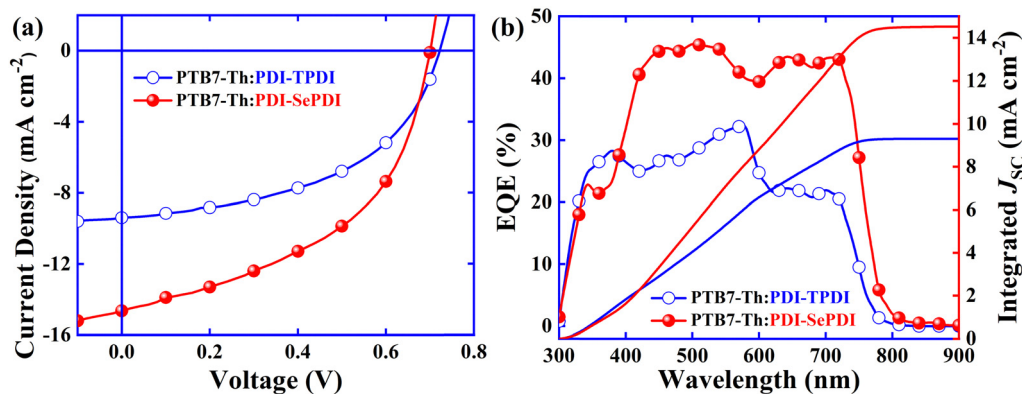 (a)
0
-4
-8
-12
-16
Current Density (mA cm⁻²)
PTB7-Th:PDI-TPDI
PTB7-Th:PDI-SePDI
0.0 0.2 0.4 0.6 0.8
Voltage (V)
(b)
50
40
30
20
10
0
EQE (%)
PTB7-Th:PDI-TPDI
PTB7-Th:PDI-SePDI
300 400 500 600 700 800 900
Wavelength (nm)
14
12
10
8
6
4
2
0
Integrated JSC (mA cm⁻²)